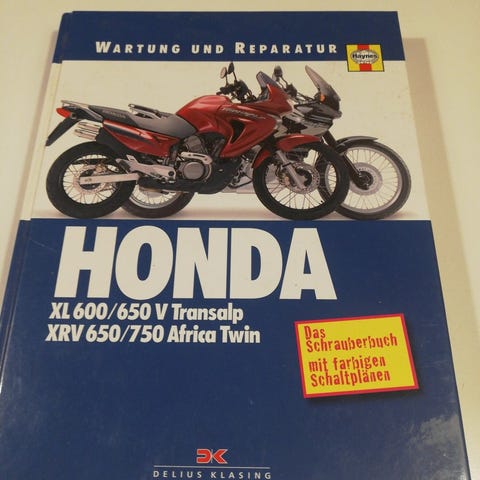 WARTUNG UND REPARATUR
Haynes
HONDA
XL 600/650 V Transalp
XRV 650/750 Africa Twin
Das
Schrauberbuch
mit farbigen
Schaltplänen
DELIUS KLASING